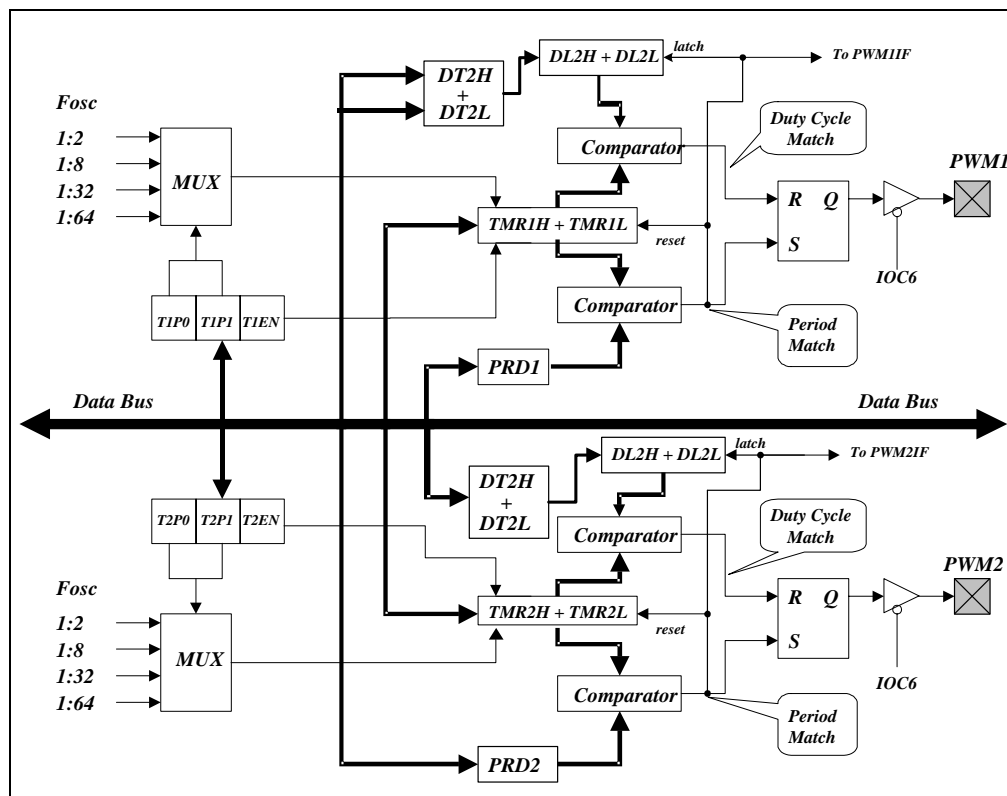 DL2H + DL2L
latch
To PWM1IF
DT2H
+
DT2L
Fosc
1:2
1:8
1:32
1:64
MUX
Comparator
Duty Cycle
Match
PWM1
R Q
S
TMR1H + TMR1L
reset
IOC6
T1P0 T1P1 T1EN
Comparator
Period
Match
PRD1
Data Bus
Data Bus
DL2H + DL2L
latch
To PWM2IF
DT2H
+
DT2L
T2P0 T2P1 T2EN
Comparator
Duty Cycle
Match
PWM2
Fosc
1:2
1:8
1:32
1:64
MUX
R Q
S
TMR2H + TMR2L
reset
IOC6
Comparator
Period
Match
PRD2